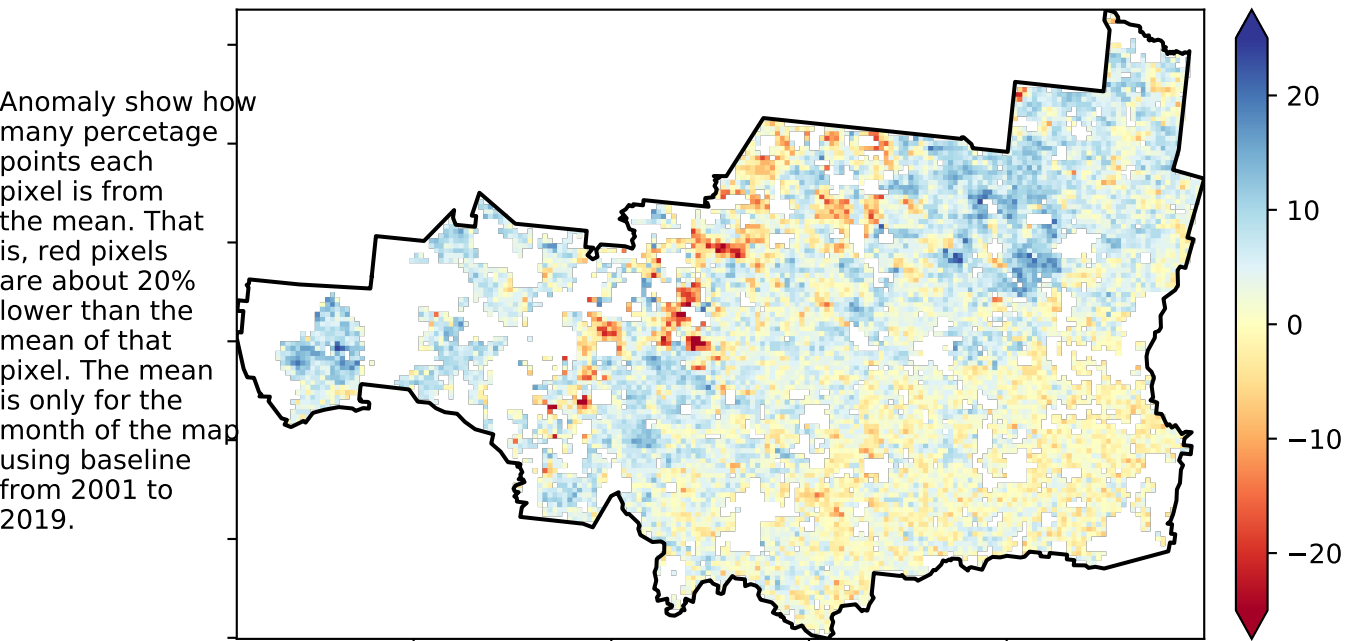 Anomaly show how
many percetage
points each
pixel is from
the mean. That
is, red pixels
are about 20%
lower than the
mean of that
pixel. The mean
is only for the
month of the map
using baseline
from 2001 to
2019.
20
10
0
−10
−20